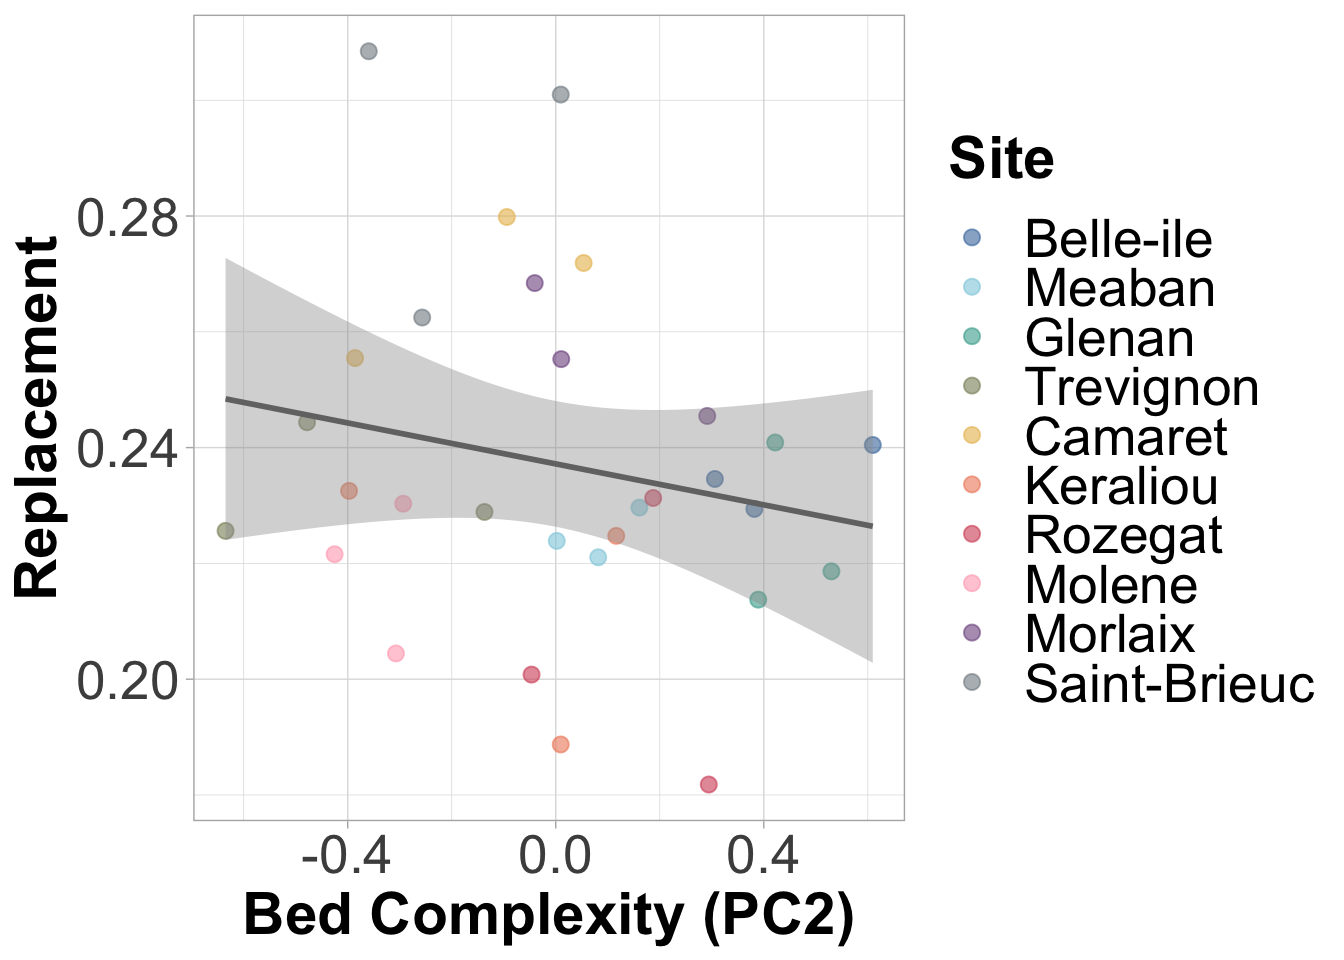 Replacement
0.28
0.24
0.20
-0.4 0.0 0.4
Bed Complexity (PC2)
Site
Belle-ile
Meaban
Glenan
Trevignon
Camaret
Keraliou
Rozegat
Molene
Morlaix
Saint-Brieuc